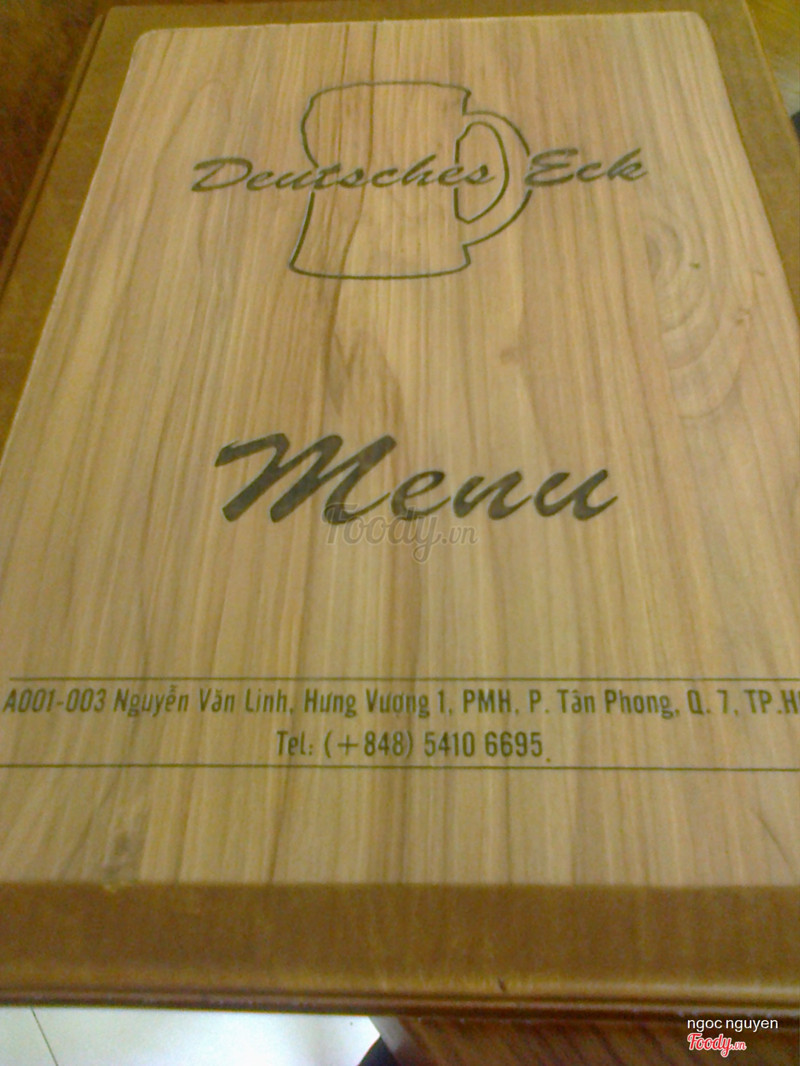 Deutsches Eck
Menu
Foody.vn
A001-003 Nguyễn Văn Linh, Hưng Vượng 1, PMH, P. Tân Phong, Q. 7, TP.H
Tel: (+848) 5410 6695.
ngoc nguyen
Foody.vn